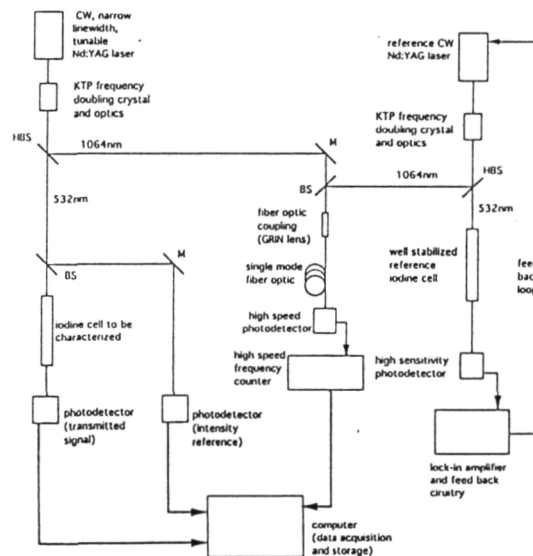 CW, narrow
linewidth,
tunable
Nd:YAG laser
reference CW
Nd:YAG laser
KTP frequency
doubling crystal
and optics
KTP frequency
doubling crystal
and optics
HBS
1064nm
M
1064nm
HBS
BS
532nm
532nm
fiber optic
coupling
(GRIN lens)
BS
M
single mode
fiber optic
well stabilized
reference
iodine cell
feed
back
loop
iodine cell to be
characterized
high speed
photodetector
high speed
frequency
counter
high sensitivity
photodetector
photodetector
(transmitted
signal)
photodetector
(intensity
reference)
lock-in amplifier
and feed back
ciruitry
computer
(data acquisition
and storage)